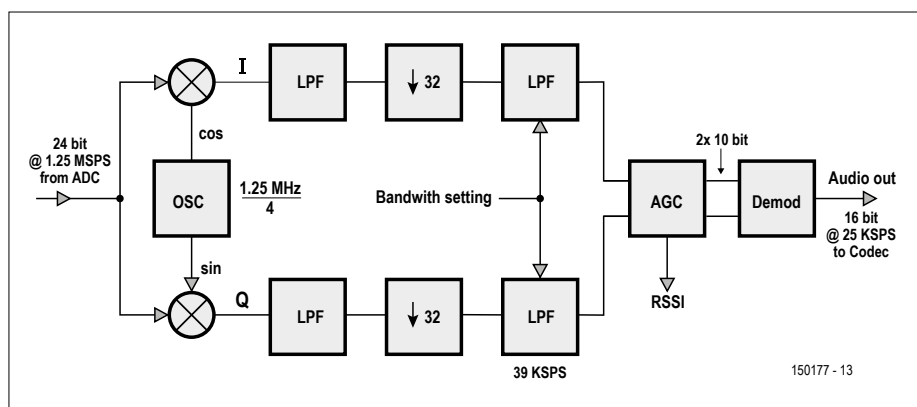 I
LPF
32
LPF
cos
2x 10 bit
24 bit
@ 1.25 MSPS
from ADC
OSC
1.25 MHz
4
Bandwith setting
AGC
Demod
Audio out
16 bit
@ 25 KSPS
to Codec
sin
RSSI
Q
LPF
32
LPF
39 KSPS
150177 - 13